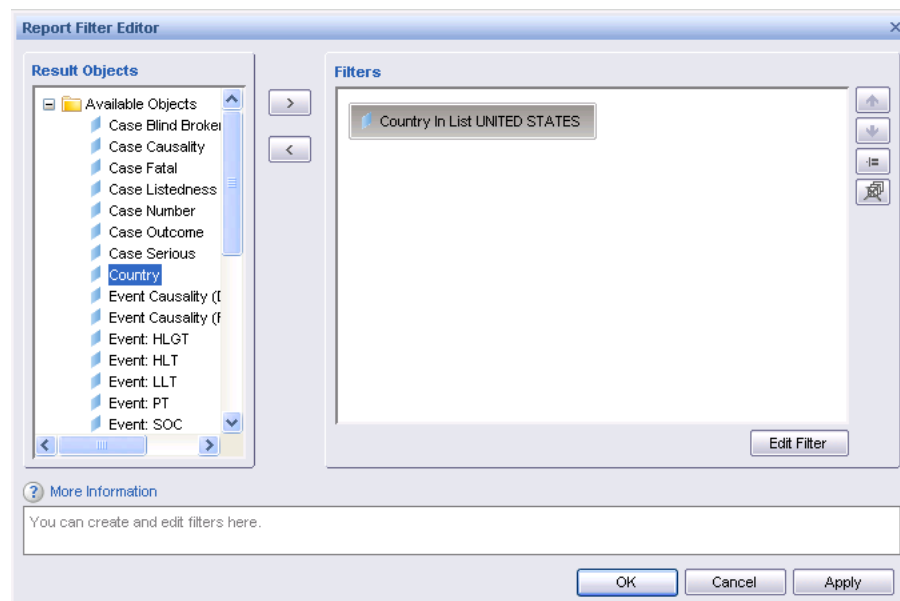 Report Filter Editor
Result Objects
Available Objects
Case Blind Broker
Case Causality
Case Fatal
Case Listedness
Case Number
Case Outcome
Case Serious
Country
Event Causality (
Event Causality (
Event: HLGT
Event: HLT
Event: LLT
Event: PT
Event: SOC
>
<
Filters
Country In List UNITED STATES
Edit Filter
? More Information
You can create and edit filters here.
OK Cancel Apply